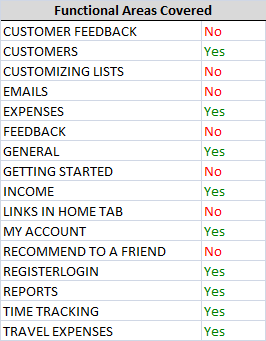 Functional Areas Covered
CUSTOMER FEEDBACK No
CUSTOMERS Yes
CUSTOMIZING LISTS No
EMAILS No
EXPENSES Yes
FEEDBACK No
GENERAL Yes
GETTING STARTED No
INCOME Yes
LINKS IN HOME TAB No
MY ACCOUNT Yes
RECOMMEND TO A FRIEND No
REGISTERLOGIN Yes
REPORTS Yes
TIME TRACKING Yes
TRAVEL EXPENSES Yes